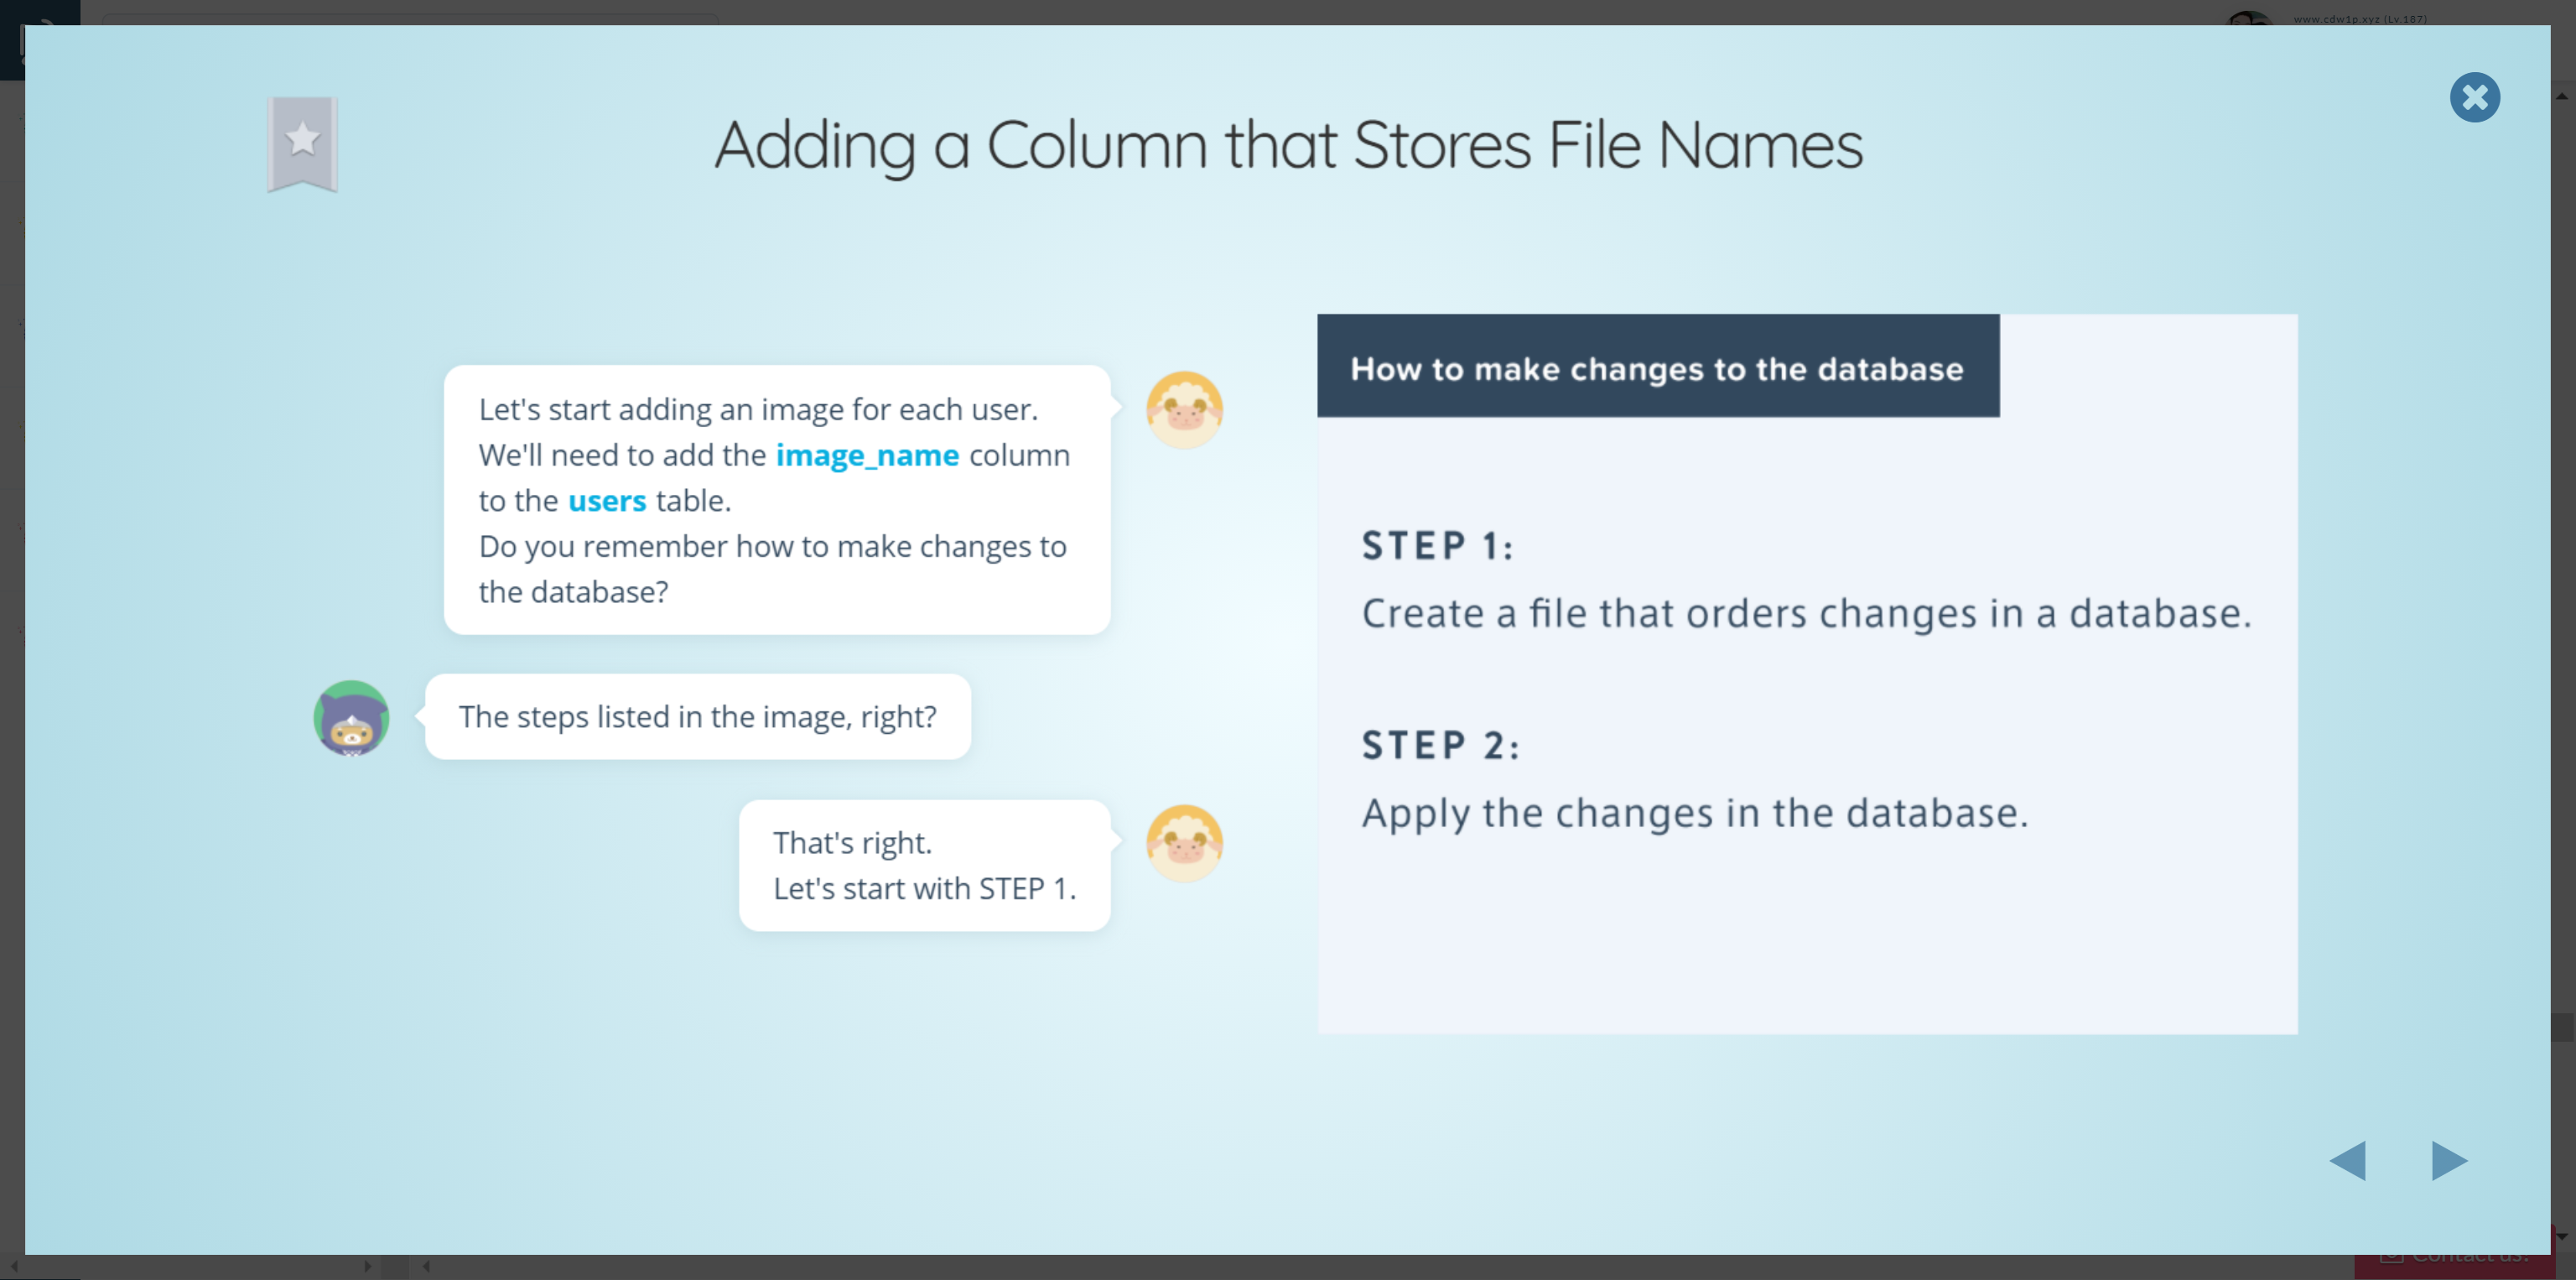 www.cdw1p.xyz (Lv.187)
Adding a Column that Stores File Names
Let's start adding an image for each user.
We'll need to add the image_name column
to the users table.
Do you remember how to make changes to
the database?
The steps listed in the image, right?
That's right.
Let's start with STEP 1.
How to make changes to the database
STEP 1:
Create a file that orders changes in a database.
STEP 2:
Apply the changes in the database.
Contact us!